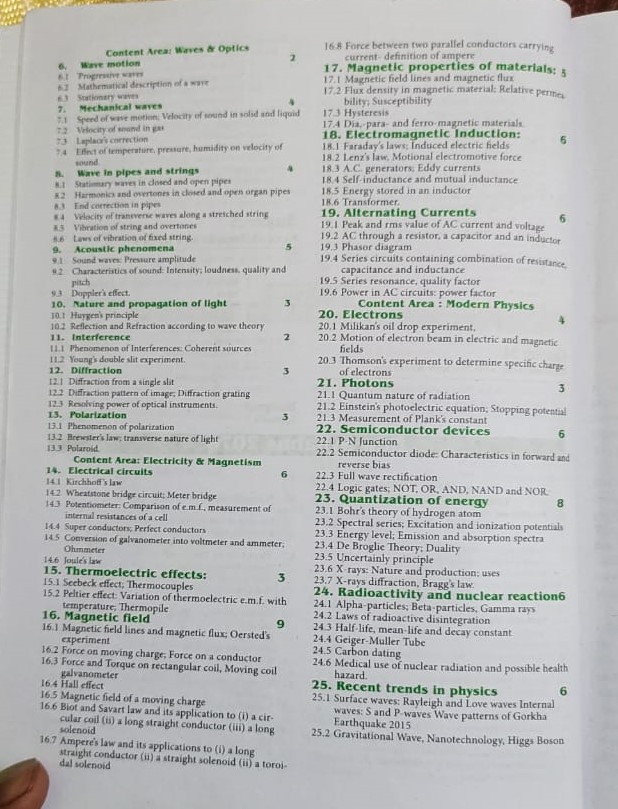 Content Area: Waves & Optics
6. Wave motion 2
6.1 Progressive waves
6.2 Mathematical description of a wave
6.3 Stationary waves
7. Mechanical waves 4
7.1 Speed of wave motion; Velocity of sound in solid and liquid
7.2 Velocity of sound in gas
7.3 Laplace's correction
7.4 Effect of temperature, pressure, humidity on velocity of
sound.
8. Wave in pipes and strings 4
8.1 Stationary waves in closed and open pipes
8.2 Harmonics and overtones in closed and open organ pipes
8.3 End correction in pipes
8.4 Velocity of transverse waves along a stretched string
8.5 Vibration of string and overtones
8.6 Laws of vibration of fixed string.
9. Acoustic phenomena 5
9.1 Sound waves: Pressure amplitude
9.2 Characteristics of sound: Intensity; loudness, quality and
pitch
9.3 Doppler's effect.
10. Nature and propagation of light 3
10.1 Huygen's principle
10.2 Reflection and Refraction according to wave theory
11. Interference 2
11.1 Phenomenon of Interferences; Coherent sources
11.2 Young's double slit experiment.
12. Diffraction 3
12.1 Diffraction from a single slit
12.2 Diffraction pattern of image; Diffraction grating
12.3 Resolving power of optical instruments.
13. Polarization 3
13.1 Phenomenon of polarization
13.2 Brewster's law; transverse nature of light
13.3 Polaroid.
Content Area: Electricity & Magnetism
14. Electrical circuits 6
14.1 Kirchhoff's law
14.2 Wheatstone bridge circuit; Meter bridge
14.3 Potentiometer: Comparison of e.m.f., measurement of
internal resistances of a cell
14.4 Super conductors; Perfect conductors
14.5 Conversion of galvanometer into voltmeter and ammeter;
Ohmmeter
14.6 Joule's law
15. Thermoelectric effects: 3
15.1 Seebeck effect; Thermocouples
15.2 Peltier effect: Variation of thermoelectric e.m.f. with
temperature; Thermopile
16. Magnetic field 9
16.1 Magnetic field lines and magnetic flux; Oersted's
experiment
16.2 Force on moving charge; Force on a conductor
16.3 Force and Torque on rectangular coil, Moving coil
galvanometer
16.4 Hall effect
16.5 Magnetic field of a moving charge
16.6 Biot and Savart law and its application to (i) a cir-
cular coil (ii) a long straight conductor (iii) a long
solenoid
16.7 Ampere's law and its applications to (i) a long
straight conductor (ii) a straight solenoid (ii) a toroi-
dal solenoid
16.8 Force between two parallel conductors carrying
current- definition of ampere
17. Magnetic properties of materials: 5
17.1 Magnetic field lines and magnetic flux
17.2 Flux density in magnetic material; Relative permea
bility; Susceptibility
17.3 Hysteresis
17.4 Dia,-para- and ferro-magnetic materials.
18. Electromagnetic Induction: 6
18.1 Faraday's laws; Induced electric fields
18.2 Lenz's law, Motional electromotive force
18.3 A.C. generators; Eddy currents
18.4 Self-inductance and mutual inductance
18.5 Energy stored in an inductor
18.6 Transformer.
19. Alternating Currents 6
19.1 Peak and rms value of AC current and voltage
19.2 AC through a resistor, a capacitor and an inductor
19.3 Phasor diagram
19.4 Series circuits containing combination of resistance,
capacitance and inductance
19.5 Series resonance, quality factor
19.6 Power in AC circuits: power factor
Content Area : Modern Physics
20. Electrons 4
20.1 Milikan's oil drop experiment,
20.2 Motion of electron beam in electric and magnetic
fields
20.3 Thomson's experiment to determine specific charge
of electrons
21. Photons 3
21.1 Quantum nature of radiation
21.2 Einstein's photoelectric equation; Stopping potential
21.3 Measurement of Plank's constant
22. Semiconductor devices 6
22.1 P-N Junction
22.2 Semiconductor diode: Characteristics in forward and
reverse bias
22.3 Full wave rectification
22.4 Logic gates; NOT, OR, AND, NAND and NOR.
23. Quantization of energy 8
23.1 Bohr's theory of hydrogen atom
23.2 Spectral series; Excitation and ionization potentials
23.3 Energy level; Emission and absorption spectra
23.4 De Broglie Theory; Duality
23.5 Uncertainly principle
23.6 X-rays: Nature and production; uses
23.7 X-rays diffraction, Bragg's law.
24. Radioactivity and nuclear reaction6
24.1 Alpha-particles; Beta-particles, Gamma rays
24.2 Laws of radioactive disintegration
24.3 Half-life, mean-life and decay constant
24.4 Geiger-Muller Tube
24.5 Carbon dating
24.6 Medical use of nuclear radiation and possible health
hazard.
25. Recent trends in physics 6
25.1 Surface waves: Rayleigh and Love waves Internal
waves: S and P-waves Wave patterns of Gorkha
Earthquake 2015
25.2 Gravitational Wave, Nanotechnology, Higgs Boson